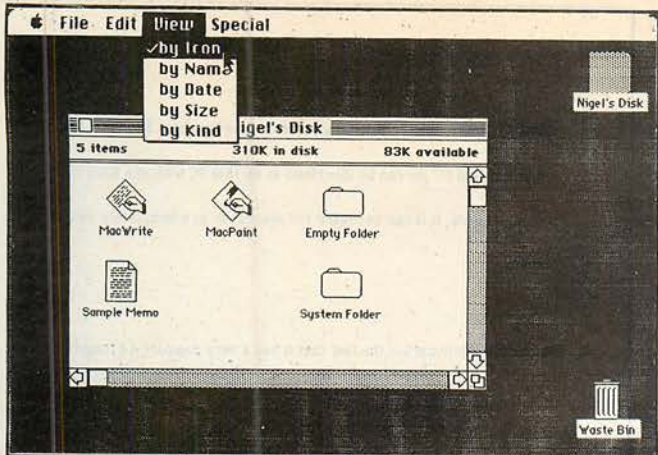 File Edit View Special
by Icon
by Name
by Date
by Size
by Kind
Nigel's Disk
igel's Disk
5 items 310K in disk 83K available
MacWrite MacPaint Empty Folder
Sample Memo System Folder
Waste Bin